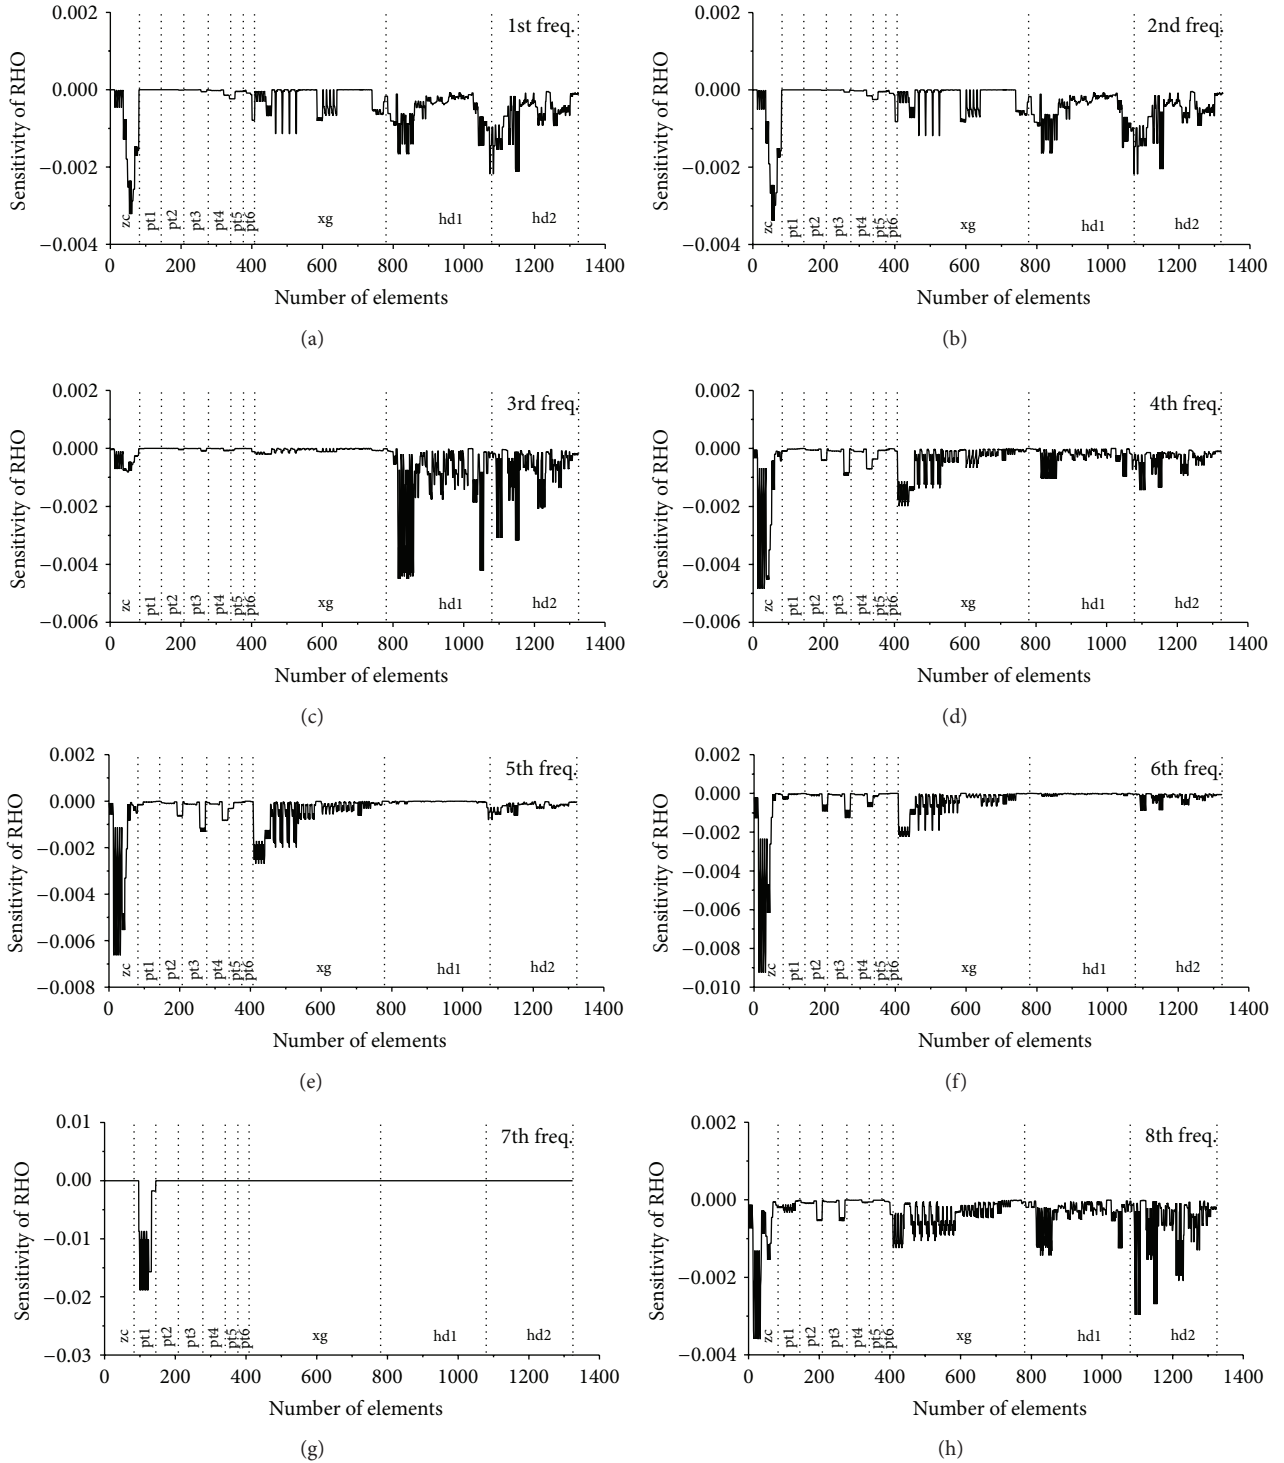 1st freq.
Sensitivity of RHO
0.002
0.000
−0.002
−0.004
zc pt1 pt2 pt3 pt4 pt5 pt6 xg hd1 hd2
0 200 400 600 800 1000 1200 1400
Number of elements
(a)
2nd freq.
Sensitivity of RHO
0.002
0.000
−0.002
−0.004
zc pt1 pt2 pt3 pt4 pt5 pt6 xg hd1 hd2
0 200 400 600 800 1000 1200 1400
Number of elements
(b)
3rd freq.
Sensitivity of RHO
0.002
0.000
−0.002
−0.004
−0.006
zc pt1 pt2 pt3 pt4 pt5 pt6 xg hd1 hd2
0 200 400 600 800 1000 1200 1400
Number of elements
(c)
4th freq.
Sensitivity of RHO
0.002
0.000
−0.002
−0.004
−0.006
zc pt1 pt2 pt3 pt4 pt5 pt6 xg hd1 hd2
0 200 400 600 800 1000 1200 1400
Number of elements
(d)
5th freq.
Sensitivity of RHO
0.002
0.000
−0.002
−0.004
−0.006
−0.008
zc pt1 pt2 pt3 pt4 pt5 pt6 xg hd1 hd2
0 200 400 600 800 1000 1200 1400
Number of elements
(e)
6th freq.
Sensitivity of RHO
0.002
0.000
−0.002
−0.004
−0.006
−0.008
−0.010
zc pt1 pt2 pt3 pt4 pt5 pt6 xg hd1 hd2
0 200 400 600 800 1000 1200 1400
Number of elements
(f)
7th freq.
Sensitivity of RHO
0.01
0.00
−0.01
−0.02
−0.03
zc pt1 pt2 pt3 pt4 pt5 pt6 xg hd1 hd2
0 200 400 600 800 1000 1200 1400
Number of elements
(g)
8th freq.
Sensitivity of RHO
0.002
0.000
−0.002
−0.004
zc pt1 pt2 pt3 pt4 pt5 pt6 xg hd1 hd2
0 200 400 600 800 1000 1200 1400
Number of elements
(h)